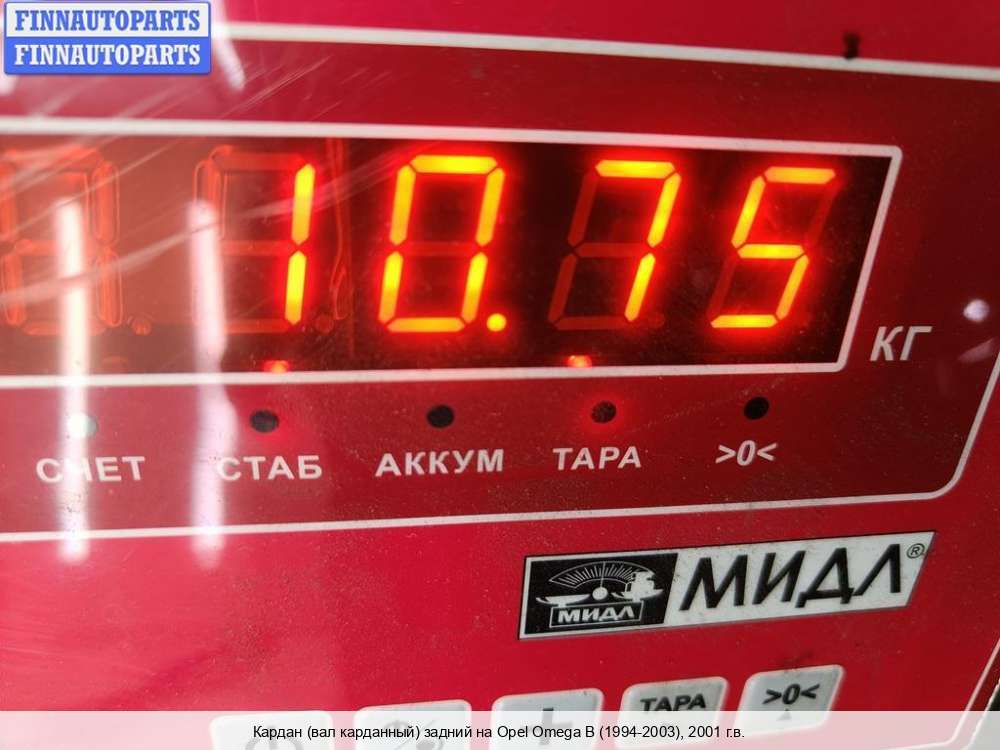 FINNAUTOPARTS
FINNAUTOPARTS
10.75
КГ
СЧЕТ СТАБ АККУМ ТАРА >0<
МИДЛ МИДЛ®
ТАРА >0<
Кардан (вал карданный) задний на Opel Omega B (1994-2003), 2001 г.в.